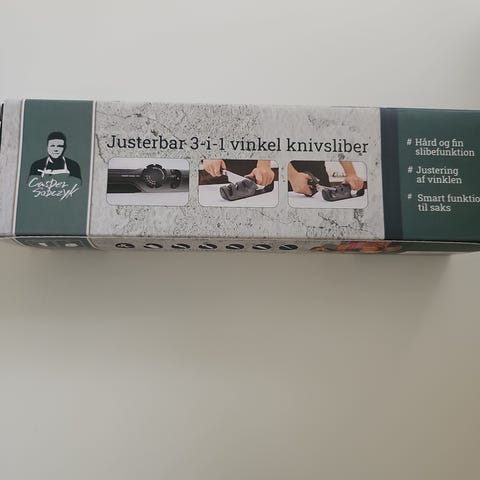 Justerbar 3-i-1 vinkel knivsliber
Casper
Sobczyk
# Hård og fin
slibefunktion
# Justering
af vinklen
# Smart funktio
til saks